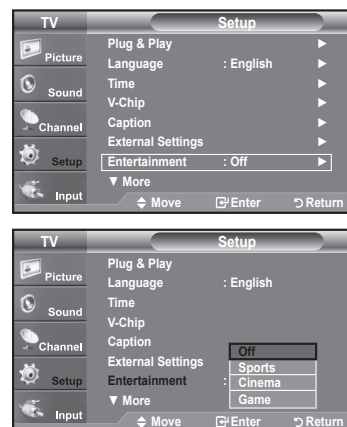 TV Setup
Picture
Sound
Channel
Setup
Input
Plug & Play ►
Language : English ►
Time ►
V-Chip ►
Caption ►
External Settings ►
Entertainment : Off ►
▼ More
Move Enter Return
TV Setup
Picture
Sound
Channel
Setup
Input
Plug & Play
Language : English
Time
V-Chip
Caption
External Settings
Entertainment :
▼ More
Off
Sports
Cinema
Game
Move Enter Return